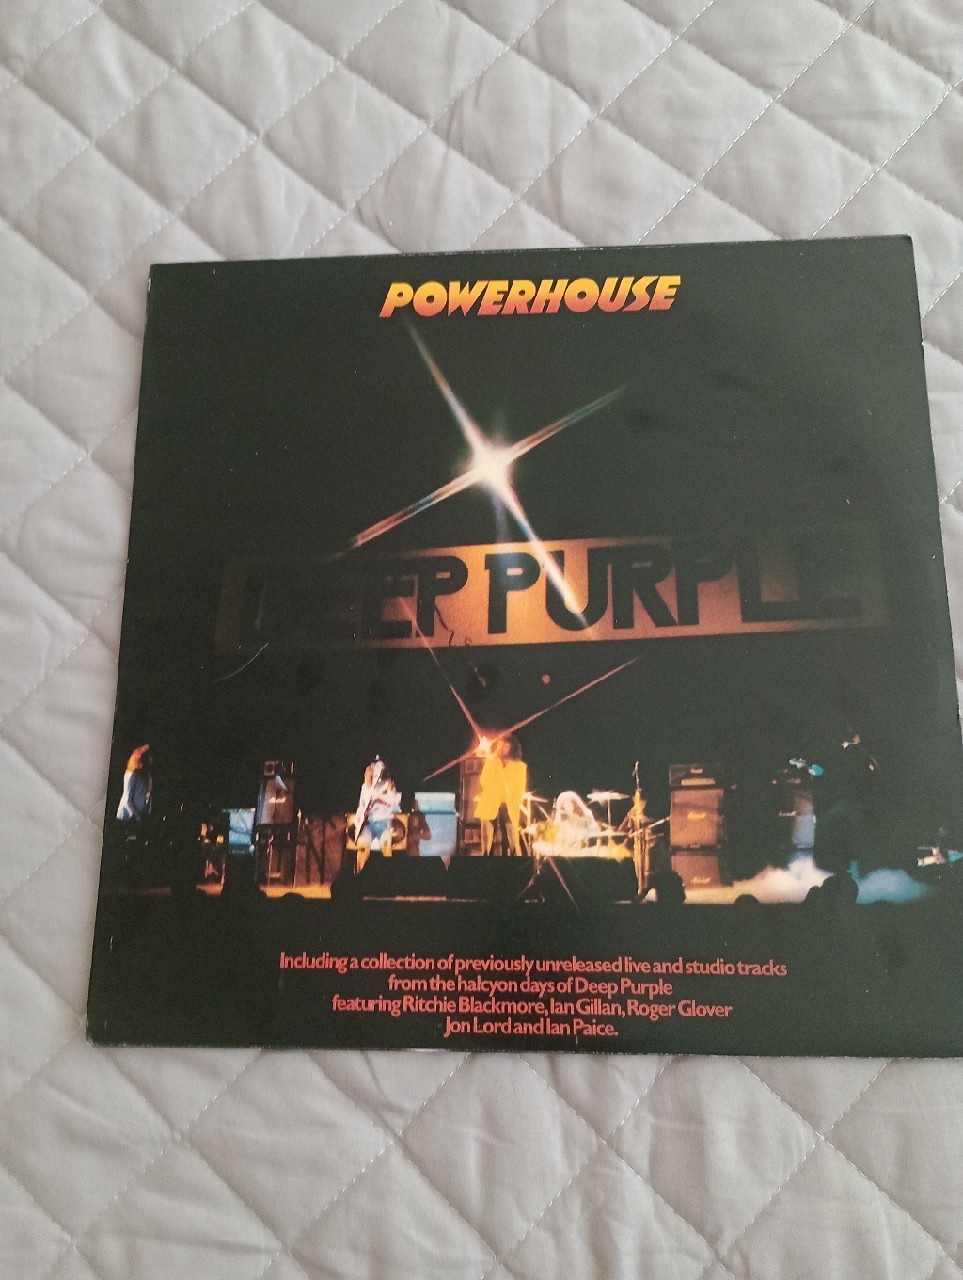 POWERHOUSE
DEEP PURPLE
Including a collection of previously unreleased live and studio tracks
from the halcyon days of Deep Purple
featuring Ritchie Blackmore, Ian Gillan, Roger Glover
Jon Lord and Ian Paice.